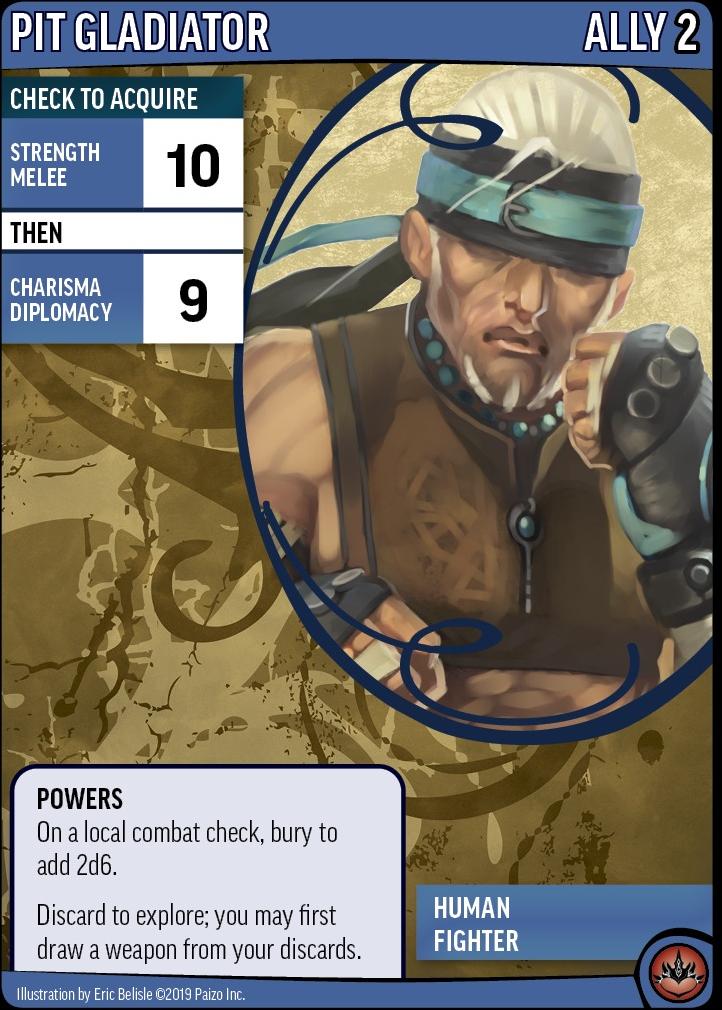 PIT GLADIATOR
ALLY 2
CHECK TO ACQUIRE
STRENGTH
MELEE
10
THEN
CHARISMA
DIPLOMACY
9
POWERS
On a local combat check, bury to
add 2d6.
Discard to explore; you may first
draw a weapon from your discards.
HUMAN
FIGHTER
Illustration by Eric Belisle ©2019 Paizo Inc.